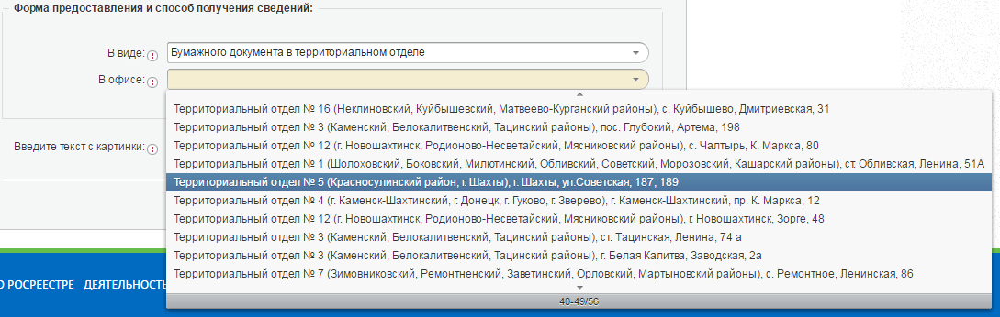 Форма предоставления и способ получения сведений:
В виде: Бумажного документа в территориальном отделе
В офисе:
Территориальный отдел № 16 (Неклиновский, Куйбышевский, Матвеево-Курганский районы), с. Куйбышево, Дмитриевская, 31
Территориальный отдел № 3 (Каменский, Белокалитвенский, Тацинский районы), пос. Глубокий, Артема, 198
Введите текст с картинки:
Территориальный отдел № 12 (г. Новошахтинск, Родионово-Несветайский, Мясниковский районы), с. Чалтырь, К. Маркса, 80
Территориальный отдел № 1 (Шолоховский, Боковский, Милютинский, Обливский, Советский, Морозовский, Кашарский районы), ст. Обливская, Ленина, 51А
Территориальный отдел № 5 (Красносулинский район, г. Шахты), г. Шахты, ул.Советская, 187, 189
Территориальный отдел № 4 (г. Каменск-Шахтинский, г. Донецк, г. Гуково, г. Зверево), г. Каменск-Шахтинский, пр. К. Маркса, 12
Территориальный отдел № 12 (г. Новошахтинск, Родионово-Несветайский, Мясниковский районы), г. Новошахтинск, Зорге, 48
Территориальный отдел № 3 (Каменский, Белокалитвенский, Тацинский районы), ст. Тацинская, Ленина, 74 а
Территориальный отдел № 3 (Каменский, Белокалитвенский, Тацинский районы), г. Белая Калитва, Заводская, 2а
Территориальный отдел № 7 (Зимовниковский, Ремонтненский, Заветинский, Орловский, Мартыновский районы), с. Ремонтное, Ленинская, 86
О РОСРЕЕСТРЕ ДЕЯТЕЛЬНОСТЬ
40-49/56